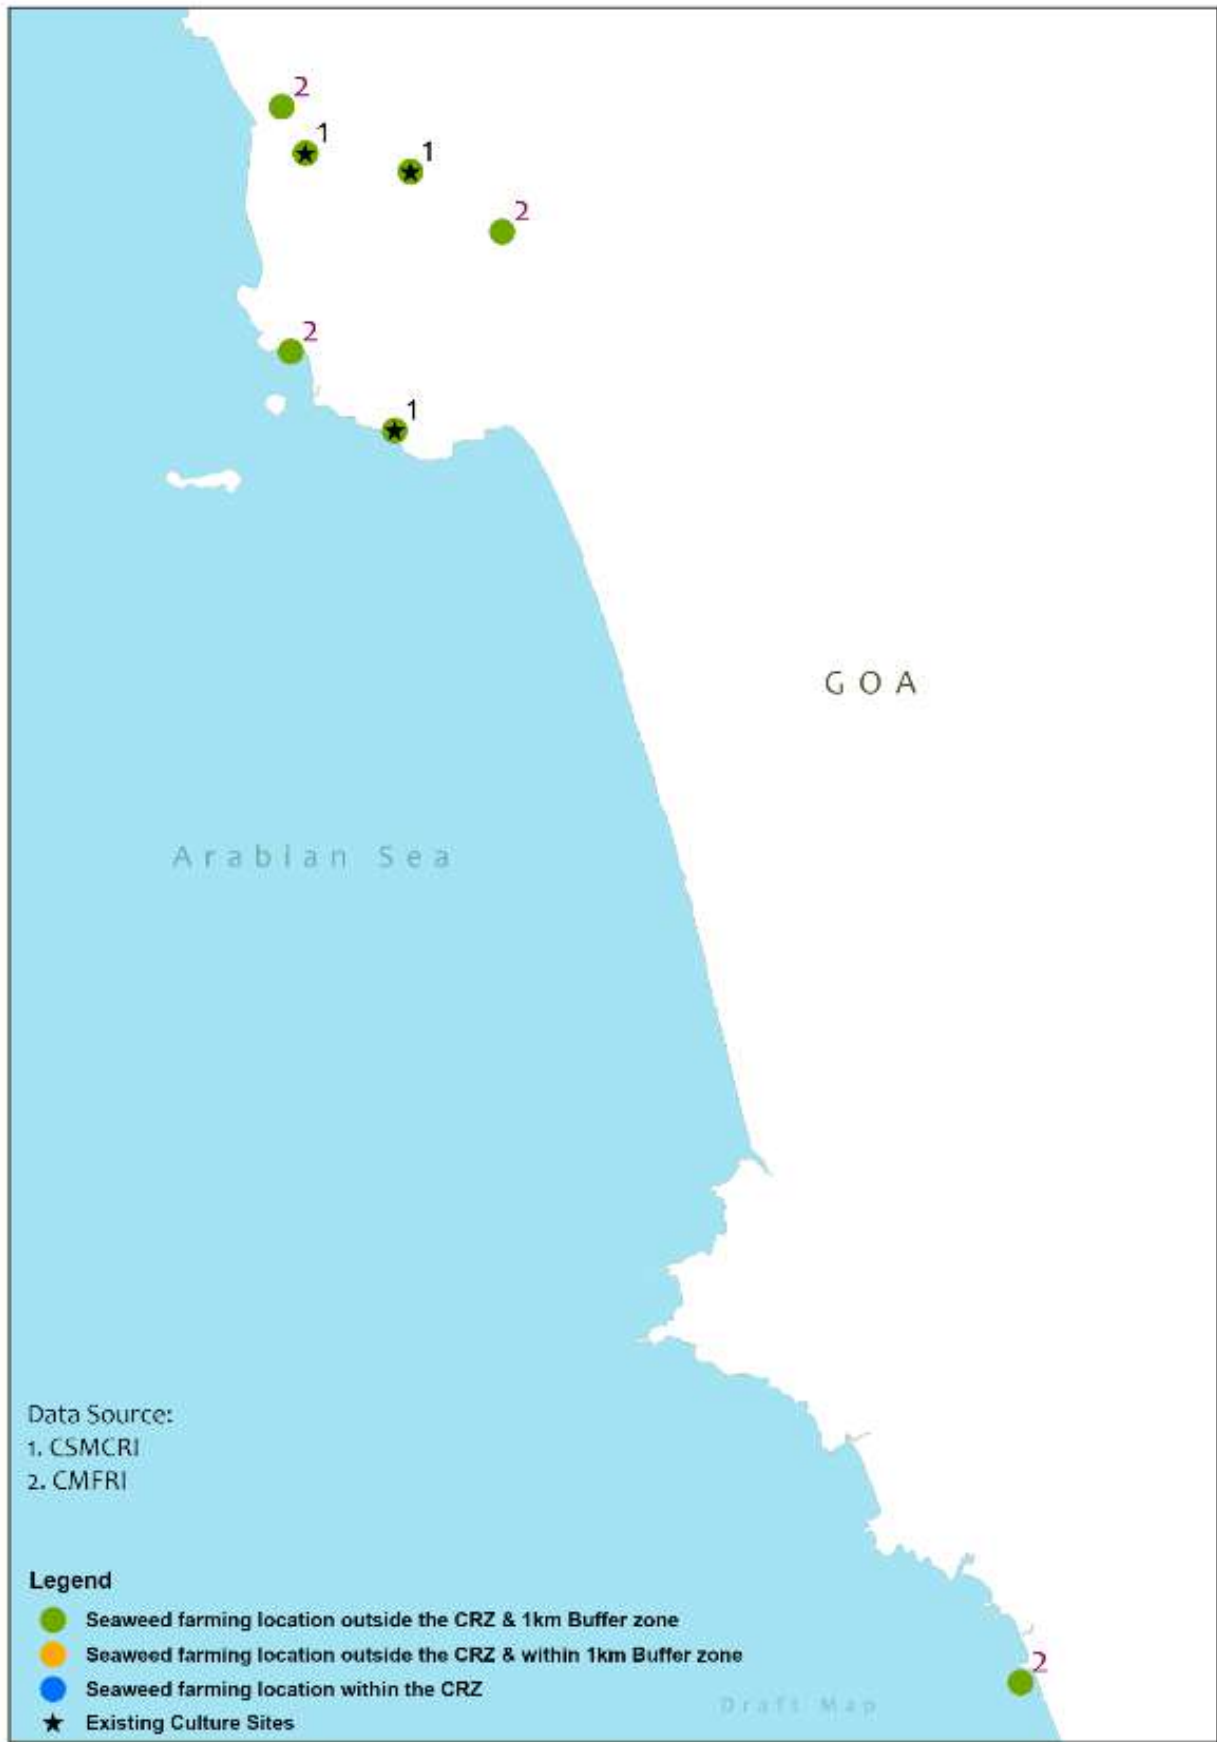 2
1
1
2
2
1
G O A
Arabian Sea
Data Source:
1. CSMCRI
2. CMFRI
Legend
Seaweed farming location outside the CRZ & 1km Buffer zone
Seaweed farming location outside the CRZ & within 1km Buffer zone
Seaweed farming location within the CRZ
Existing Culture Sites
2
Draft Map